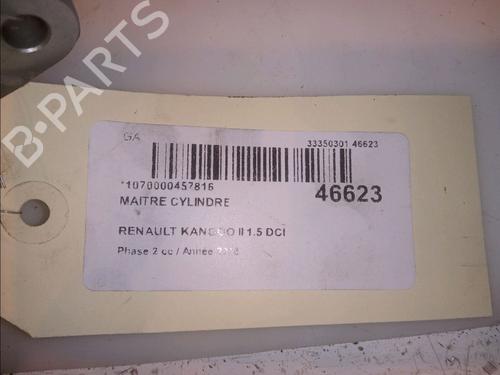 B-PARTS
GA
33350301 46623
*1070000457816
46623
MAITRE CYLINDRE
RENAULT KANGOO II 1.5 DCI
Phase 2 cc / Année